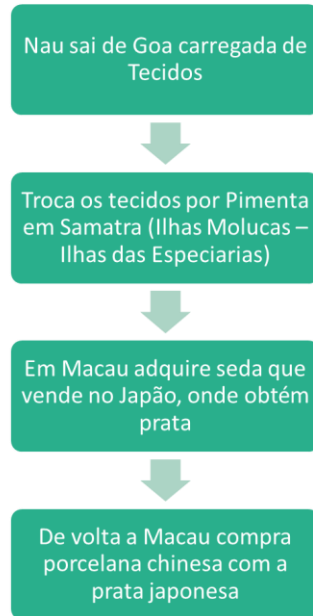 Nau sai de Goa carregada de
Tecidos
Troca os tecidos por Pimenta
em Samatra (Ilhas Molucas –
Ilhas das Especiarias)
Em Macau adquire seda que
vende no Japão, onde obtém
prata
De volta a Macau compra
porcelana chinesa com a
prata japonesa